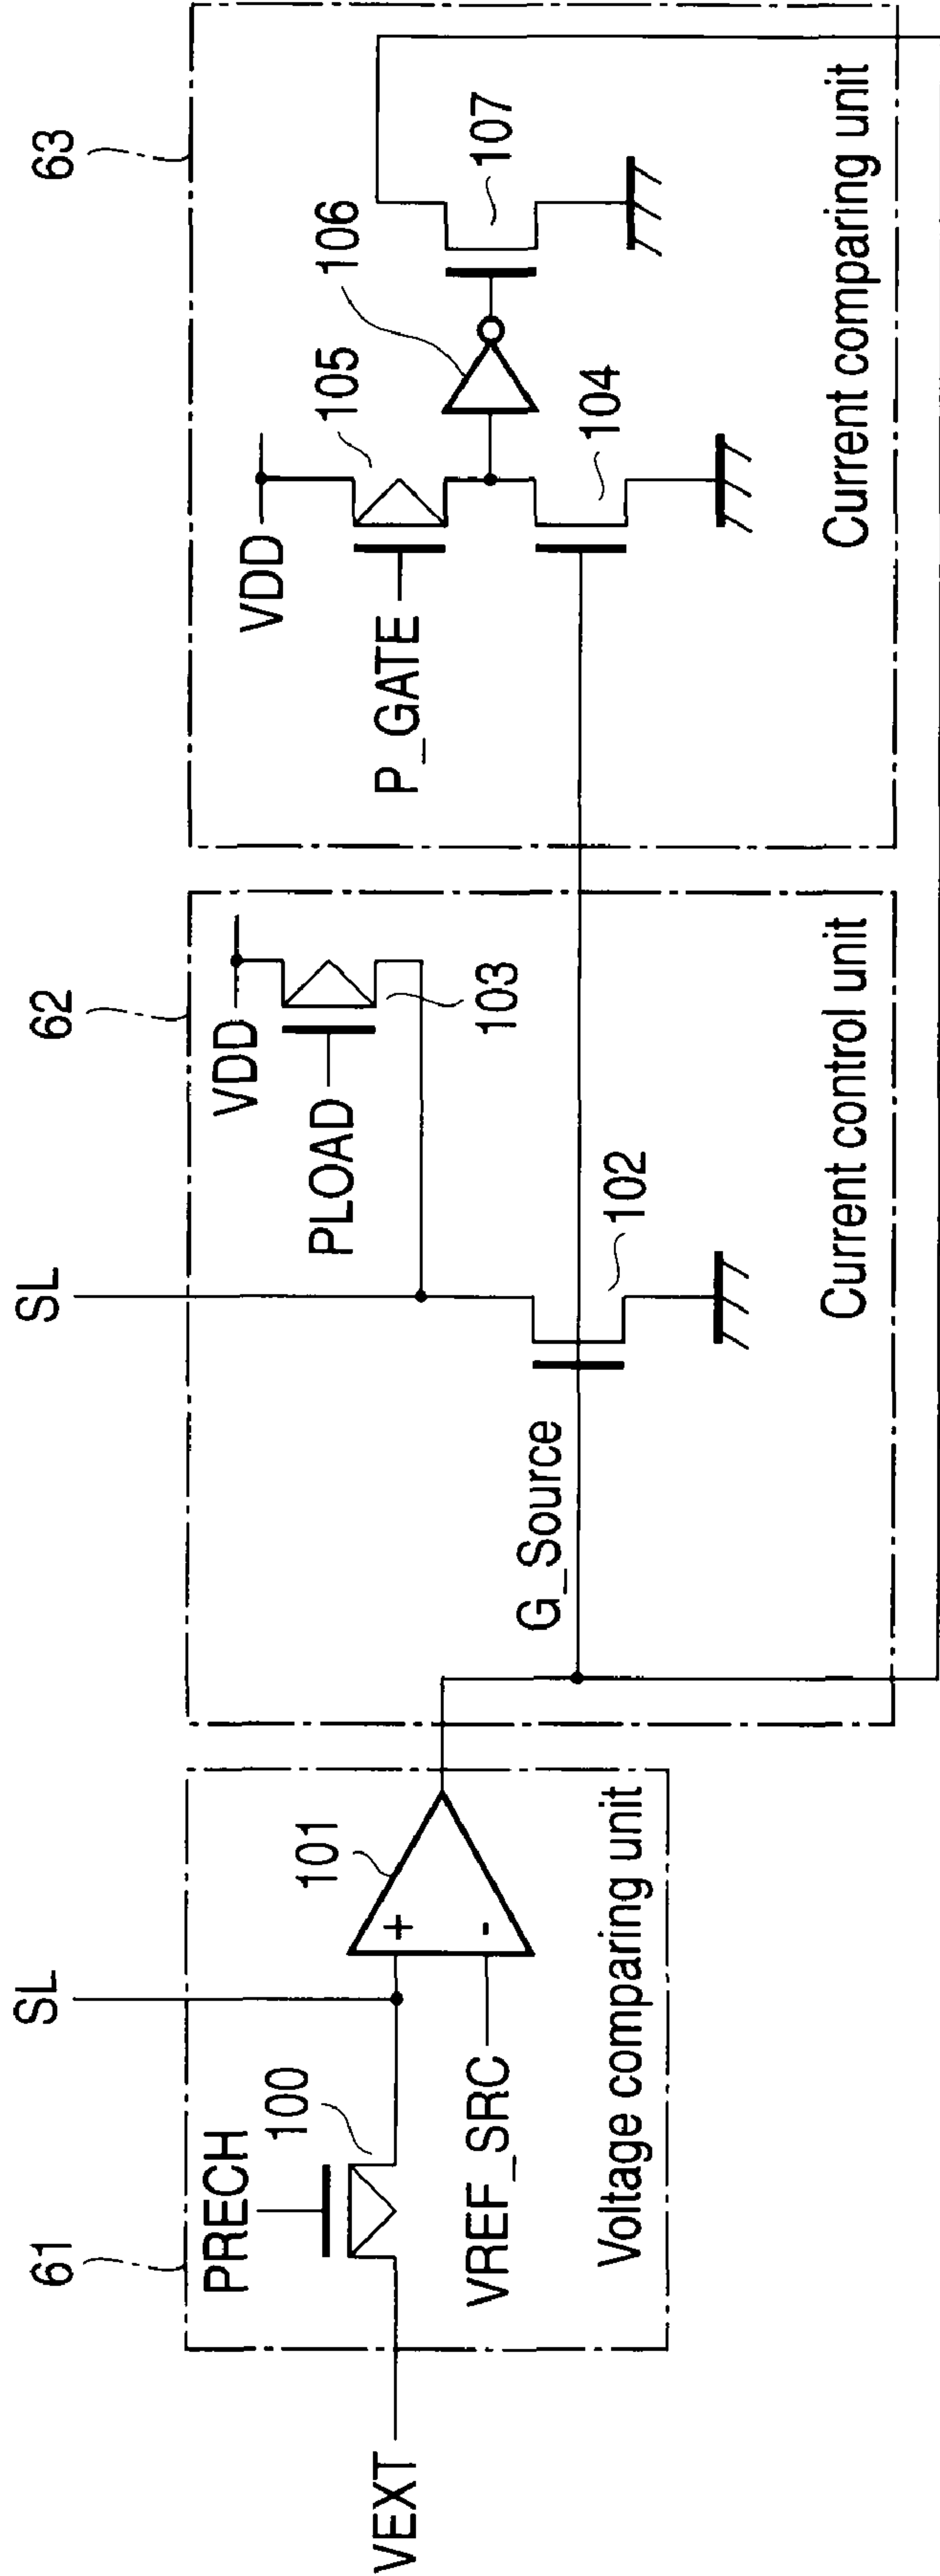 61
VEXT
PRECH
100
SL
101
+
-
VREF_SRC
Voltage comparing unit
62
SL
VDD
PLOAD
103
G_Source
102
Current control unit
63
VDD
P_GATE
105
106
107
104
Current comparing unit